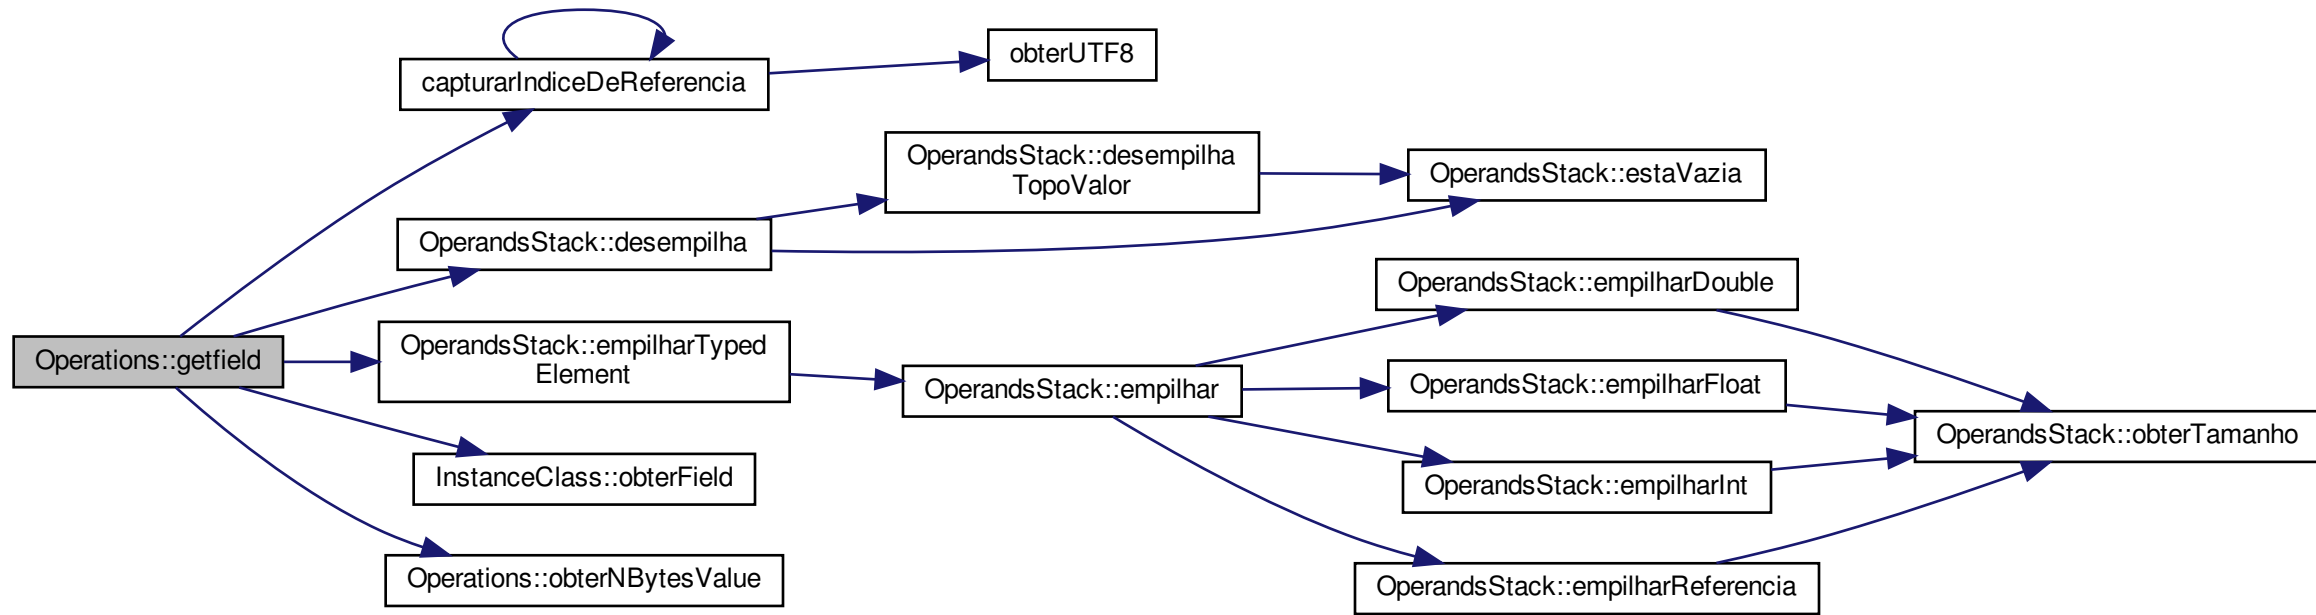 obterUTF8
capturarIndiceDeReferencia
OperandsStack::desempilha
TopoValor
OperandsStack::estaVazia
OperandsStack::desempilha
OperandsStack::empilharDouble
OperandsStack::empilharTyped
Element
Operations::getfield
OperandsStack::empilhar
OperandsStack::empilharFloat
OperandsStack::obterTamanho
InstanceClass::obterField
OperandsStack::empilharInt
Operations::obterNBytesValue
OperandsStack::empilharReferencia